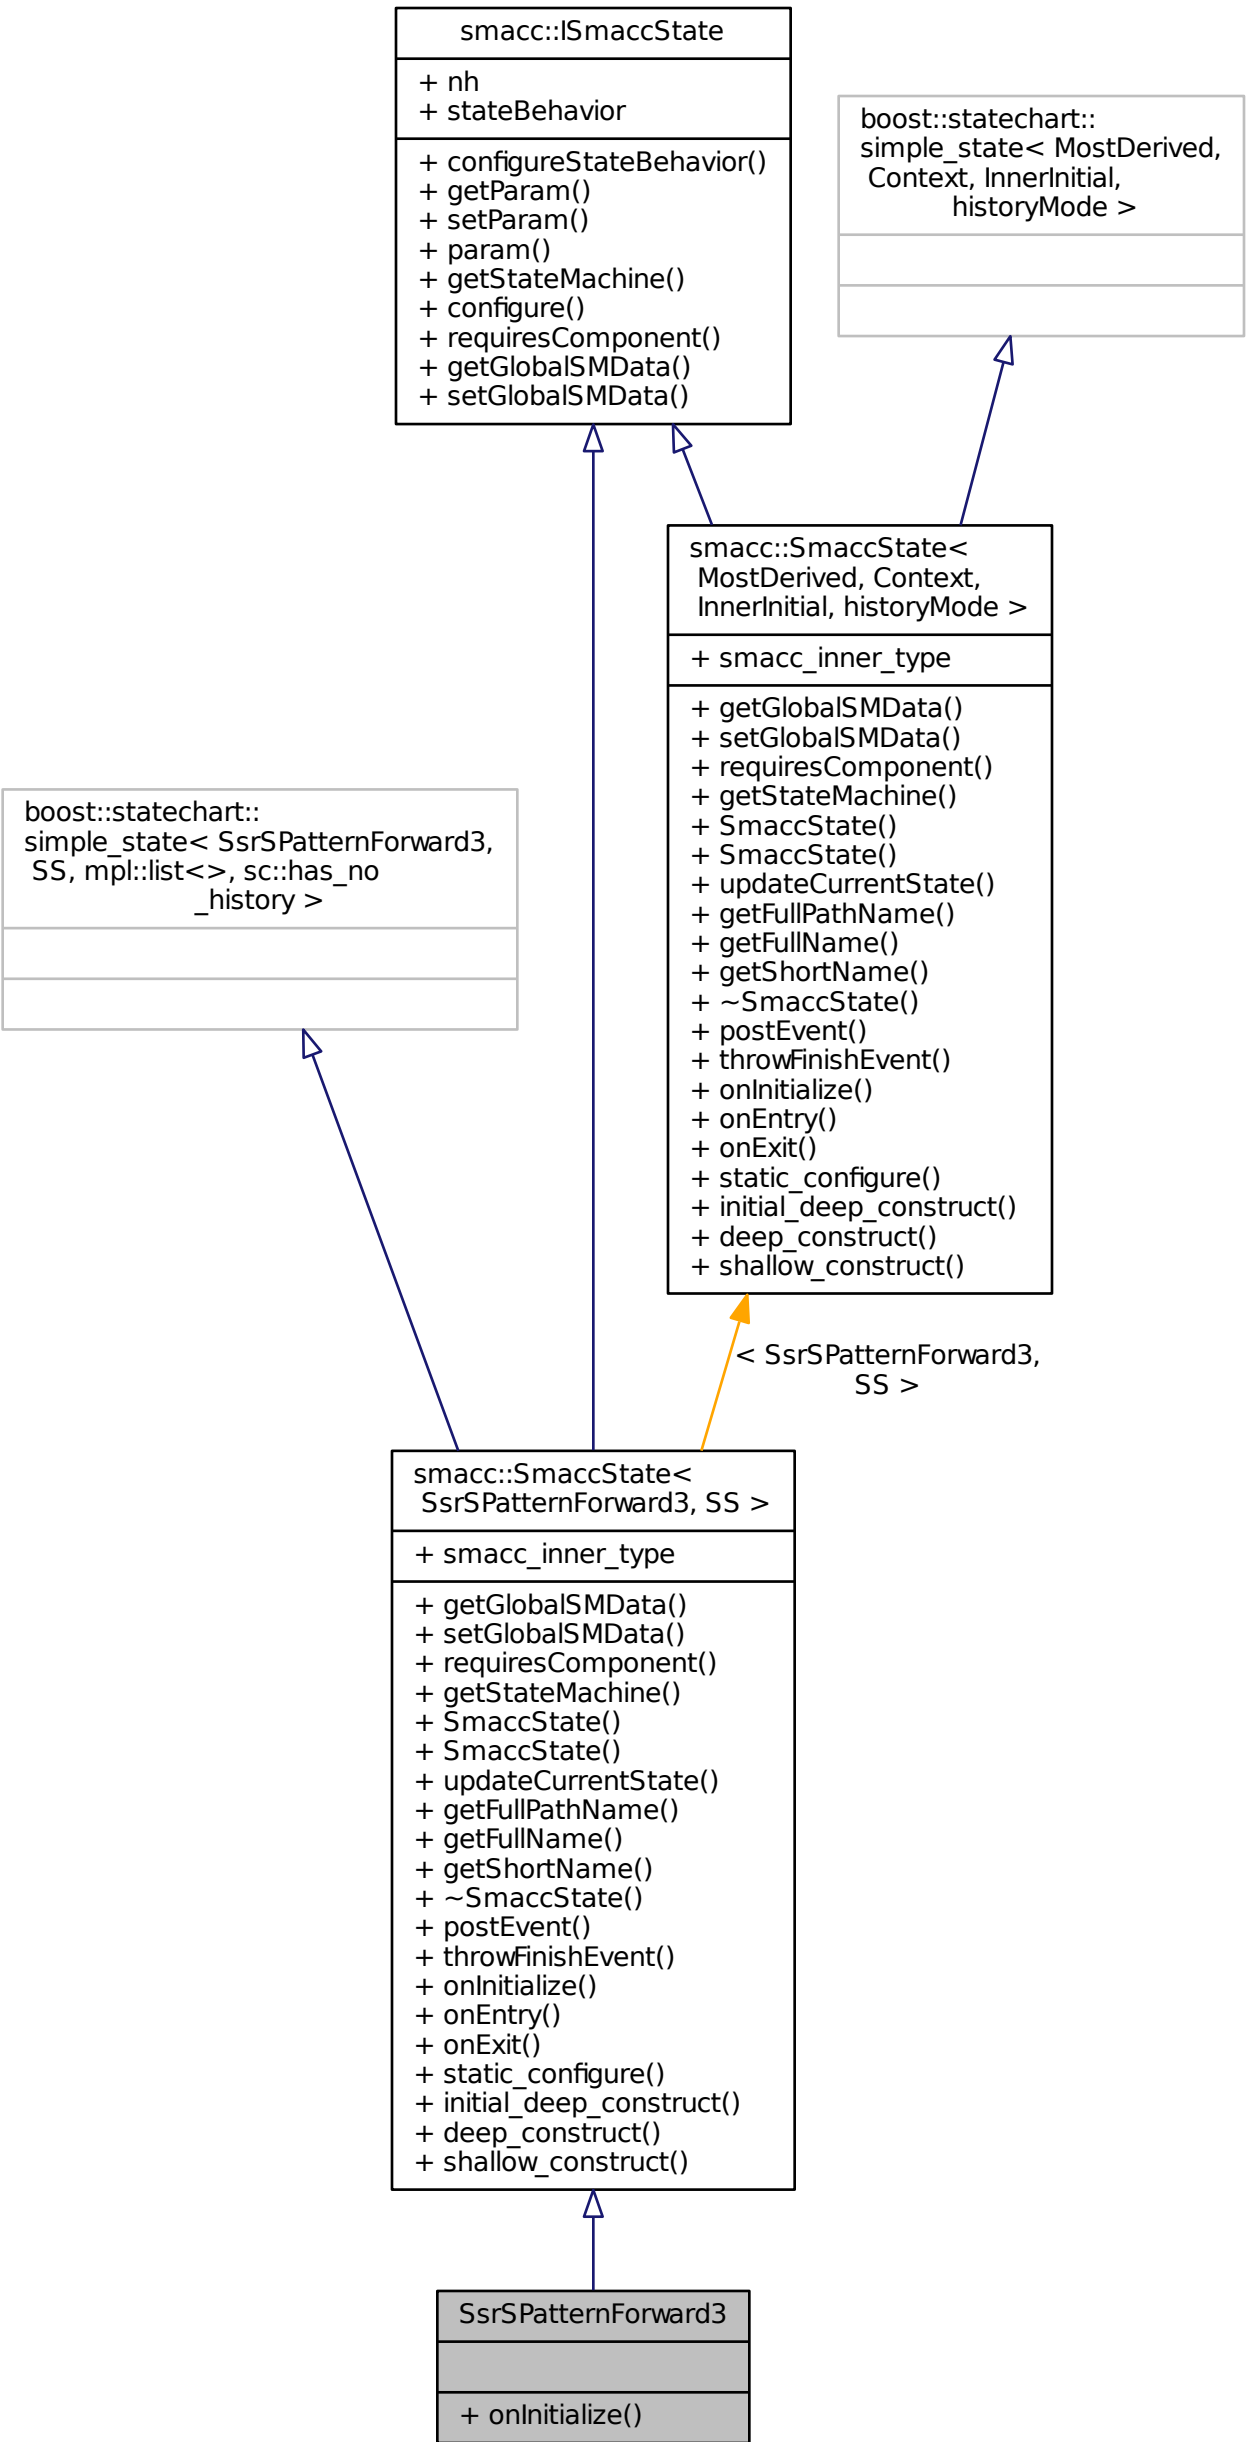 smacc::ISmaccState
+ nh
+ stateBehavior
+ configureStateBehavior()
+ getParam()
+ setParam()
+ param()
+ getStateMachine()
+ configure()
+ requiresComponent()
+ getGlobalSMData()
+ setGlobalSMData()
boost::statechart::
simple_state< MostDerived,
Context, InnerInitial,
historyMode >
smacc::SmaccState<
MostDerived, Context,
InnerInitial, historyMode >
+ smacc_inner_type
+ getGlobalSMData()
+ setGlobalSMData()
+ requiresComponent()
+ getStateMachine()
+ SmaccState()
+ SmaccState()
+ updateCurrentState()
+ getFullPathName()
+ getFullName()
+ getShortName()
+ ~SmaccState()
+ postEvent()
+ throwFinishEvent()
+ onInitialize()
+ onEntry()
+ onExit()
+ static_configure()
+ initial_deep_construct()
+ deep_construct()
+ shallow_construct()
boost::statechart::
simple_state< SsrSPatternForward3,
SS, mpl::list<>, sc::has_no
_history >
< SsrSPatternForward3,
SS >
smacc::SmaccState<
SsrSPatternForward3, SS >
+ smacc_inner_type
+ getGlobalSMData()
+ setGlobalSMData()
+ requiresComponent()
+ getStateMachine()
+ SmaccState()
+ SmaccState()
+ updateCurrentState()
+ getFullPathName()
+ getFullName()
+ getShortName()
+ ~SmaccState()
+ postEvent()
+ throwFinishEvent()
+ onInitialize()
+ onEntry()
+ onExit()
+ static_configure()
+ initial_deep_construct()
+ deep_construct()
+ shallow_construct()
SsrSPatternForward3
+ onInitialize()